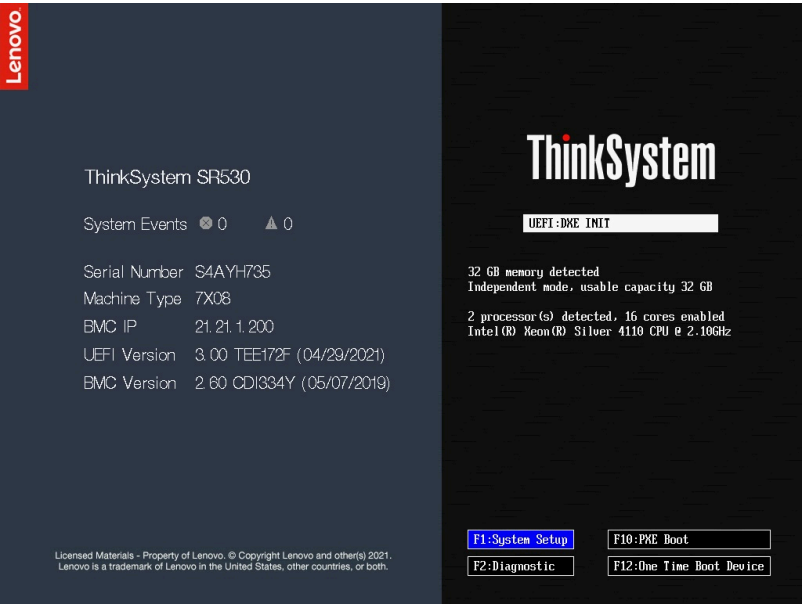 Lenovo.
ThinkSystem SR530
System Events 0 0
Serial Number S4AYH735
Machine Type 7X08
BMC IP 21.21.1.200
UEFI Version 3.00 TEE172F (04/29/2021)
BMC Version 2.60 CDI334Y (05/07/2019)
Licensed Materials - Property of Lenovo. © Copyright Lenovo and other(s) 2021.
Lenovo is a trademark of Lenovo in the United States, other countries, or both.
ThinkSystem
UEFI:DXE INIT
32 GB memory detected
Independent mode, usable capacity 32 GB
2 processor(s) detected, 16 cores enabled
Intel(R) Xeon(R) Silver 4110 CPU @ 2.10GHz
F1:System Setup
F10:PXE Boot
F2:Diagnostic
F12:One Time Boot Device